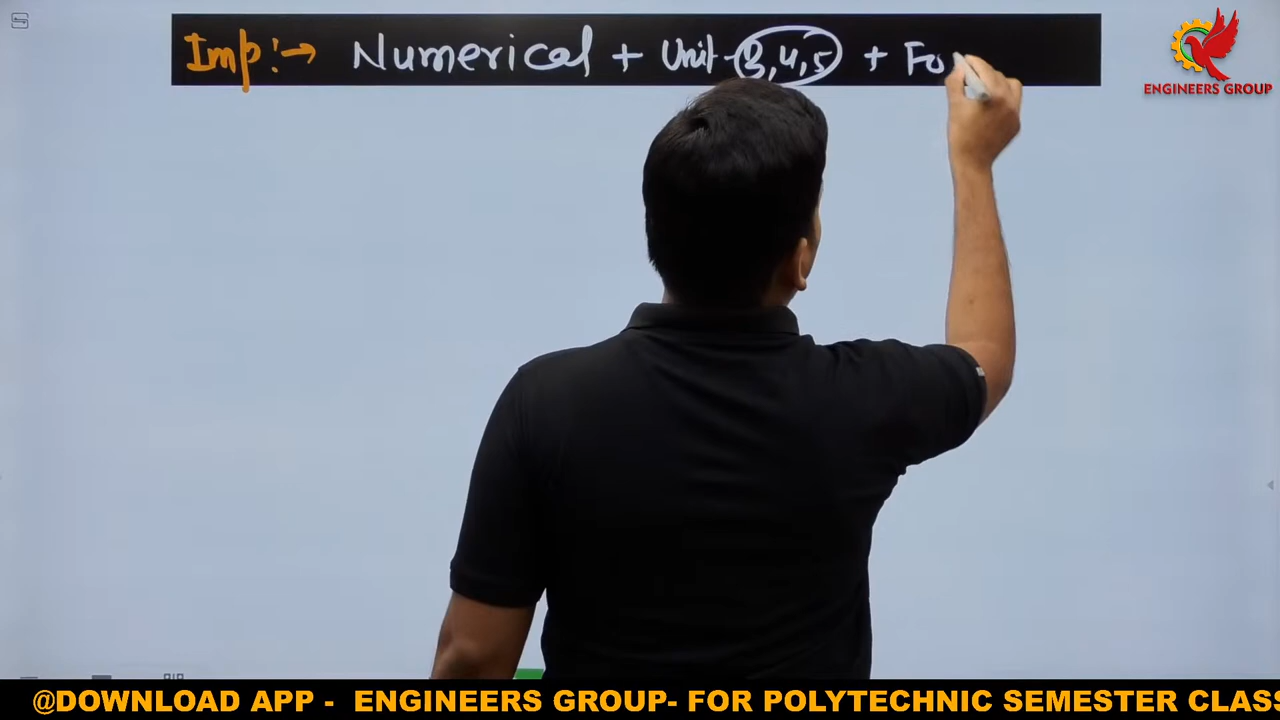 Imp:→ Numerical + Unit-3,4,5 + Fo
ENGINEERS GROUP
@DOWNLOAD APP - ENGINEERS GROUP- FOR POLYTECHNIC SEMESTER CLASS